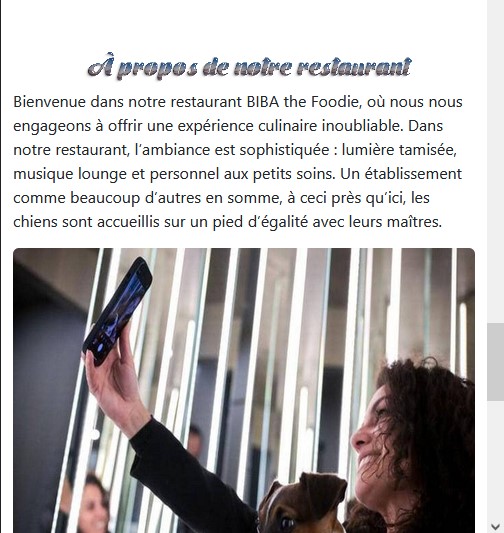 À propos de notre restaurant
Bienvenue dans notre restaurant BIBA the Foodie, où nous nous
engageons à offrir une expérience culinaire inoubliable. Dans
notre restaurant, l’ambiance est sophistiquée : lumière tamisée,
musique lounge et personnel aux petits soins. Un établissement
comme beaucoup d’autres en somme, à ceci près qu’ici, les
chiens sont accueillis sur un pied d’égalité avec leurs maîtres.